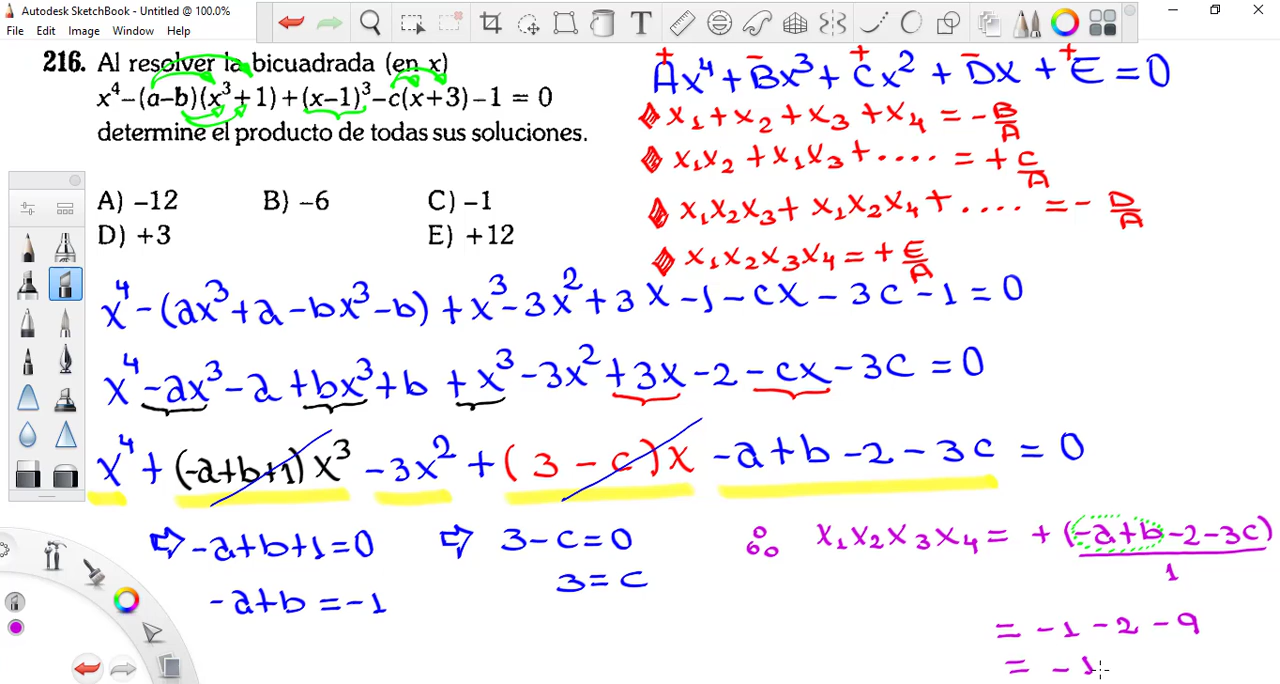 Autodesk SketchBook - Untitled @ 100.0%
File Edit Image Window Help
216. Al resolver la bicuadrada (en x)
x⁴−(a−b)(x³+1)+(x−1)³−c(x+3)−1 = 0
determine el producto de todas sus soluciones.
A) −12 B) −6 C) −1
D) +3 E) +12
+ − + − +
Ax⁴ + Bx³ + Cx² + Dx + E = 0
x₁ + x₂ + x₃ + x₄ = − B/A
x₁x₂ + x₁x₃ + .... = + C/A
x₁x₂x₃ + x₁x₂x₄ + .... = − D/A
x₁x₂x₃x₄ = + E/A
x⁴ − (ax³ + a − bx³ − b) + x³ − 3x² + 3x − 1 − cx − 3c − 1 = 0
x⁴ − ax³ − a + bx³ + b + x³ − 3x² + 3x − 2 − cx − 3c = 0
x⁴ + (−a+b+1)x³ − 3x² + (3 − c)x − a + b − 2 − 3c = 0
⇒ −a+b+1 = 0 ⇒ 3 − c = 0
−a+b = −1 3 = c
x₁x₂x₃x₄ = + (−a+b−2−3c)/1
= −1 − 2 − 9
= −1